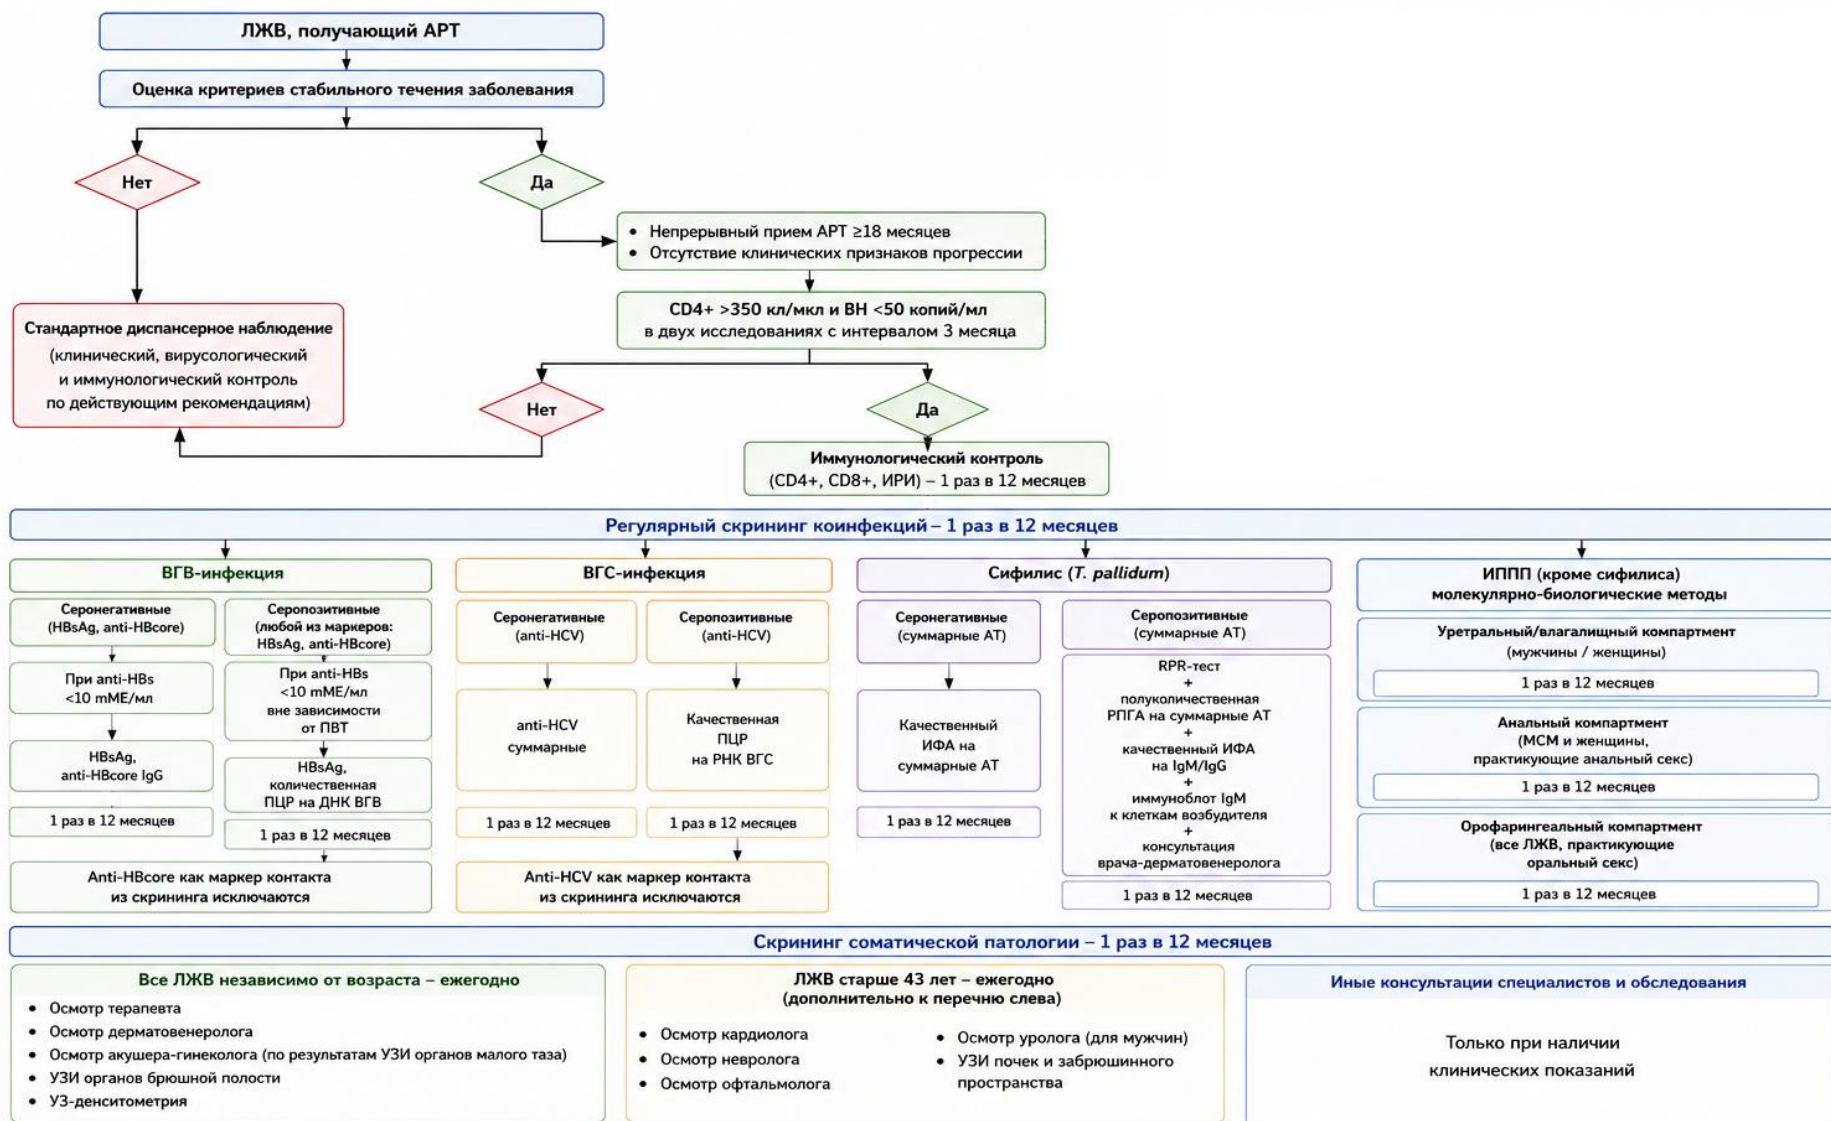 ЛЖВ, получающий АРТ
Оценка критериев стабильного течения заболевания
Нет
Да
• Непрерывный прием АРТ ≥18 месяцев
• Отсутствие клинических признаков прогрессии
CD4+ >350 кл/мкл и ВН <50 копий/мл
в двух исследованиях с интервалом 3 месяца
Стандартное диспансерное наблюдение
(клинический, вирусологический
и иммунологический контроль
по действующим рекомендациям)
Нет
Да
Иммунологический контроль
(CD4+, CD8+, ИРИ) – 1 раз в 12 месяцев
Регулярный скрининг коинфекций – 1 раз в 12 месяцев
ВГВ-инфекция
Серонегативные
(HBsAg, anti-HBcore)
При anti-HBs
<10 mME/мл
HBsAg,
anti-HBcore IgG
1 раз в 12 месяцев
Серопозитивные
(любой из маркеров:
HBsAg, anti-HBcore)
При anti-HBs
<10 mME/мл
вне зависимости
от ПВТ
HBsAg,
количественная
ПЦР на ДНК ВГВ
1 раз в 12 месяцев
Anti-HBcore как маркер контакта
из скрининга исключаются
ВГС-инфекция
Серонегативные
(anti-HCV)
anti-HCV
суммарные
1 раз в 12 месяцев
Серопозитивные
(anti-HCV)
Качественная
ПЦР
на РНК ВГС
1 раз в 12 месяцев
Anti-HCV как маркер контакта
из скрининга исключаются
Сифилис (T. pallidum)
Серонегативные
(суммарные АТ)
Качественный
ИФА на
суммарные АТ
1 раз в 12 месяцев
Серопозитивные
(суммарные АТ)
RPR-тест
+
полуколичественная
РПГА на суммарные АТ
+
качественный ИФА
на IgM/IgG
+
иммуноблот IgM
к клеткам возбудителя
+
консультация
врача-дерматовенеролога
1 раз в 12 месяцев
ИППП (кроме сифилиса)
молекулярно-биологические методы
Уретральный/влагалищный компартмент
(мужчины / женщины)
1 раз в 12 месяцев
Анальный компартмент
(МСМ и женщины,
практикующие анальный секс)
1 раз в 12 месяцев
Орофарингеальный компартмент
(все ЛЖВ, практикующие
оральный секс)
1 раз в 12 месяцев
Скрининг соматической патологии – 1 раз в 12 месяцев
Все ЛЖВ независимо от возраста – ежегодно
• Осмотр терапевта
• Осмотр дерматовенеролога
• Осмотр акушера-гинеколога (по результатам УЗИ органов малого таза)
• УЗИ органов брюшной полости
• УЗ-денситометрия
ЛЖВ старше 43 лет – ежегодно
(дополнительно к перечню слева)
• Осмотр кардиолога
• Осмотр невролога
• Осмотр офтальмолога
• Осмотр уролога (для мужчин)
• УЗИ почек и забрюшинного
пространства
Иные консультации специалистов и обследования
Только при наличии
клинических показаний